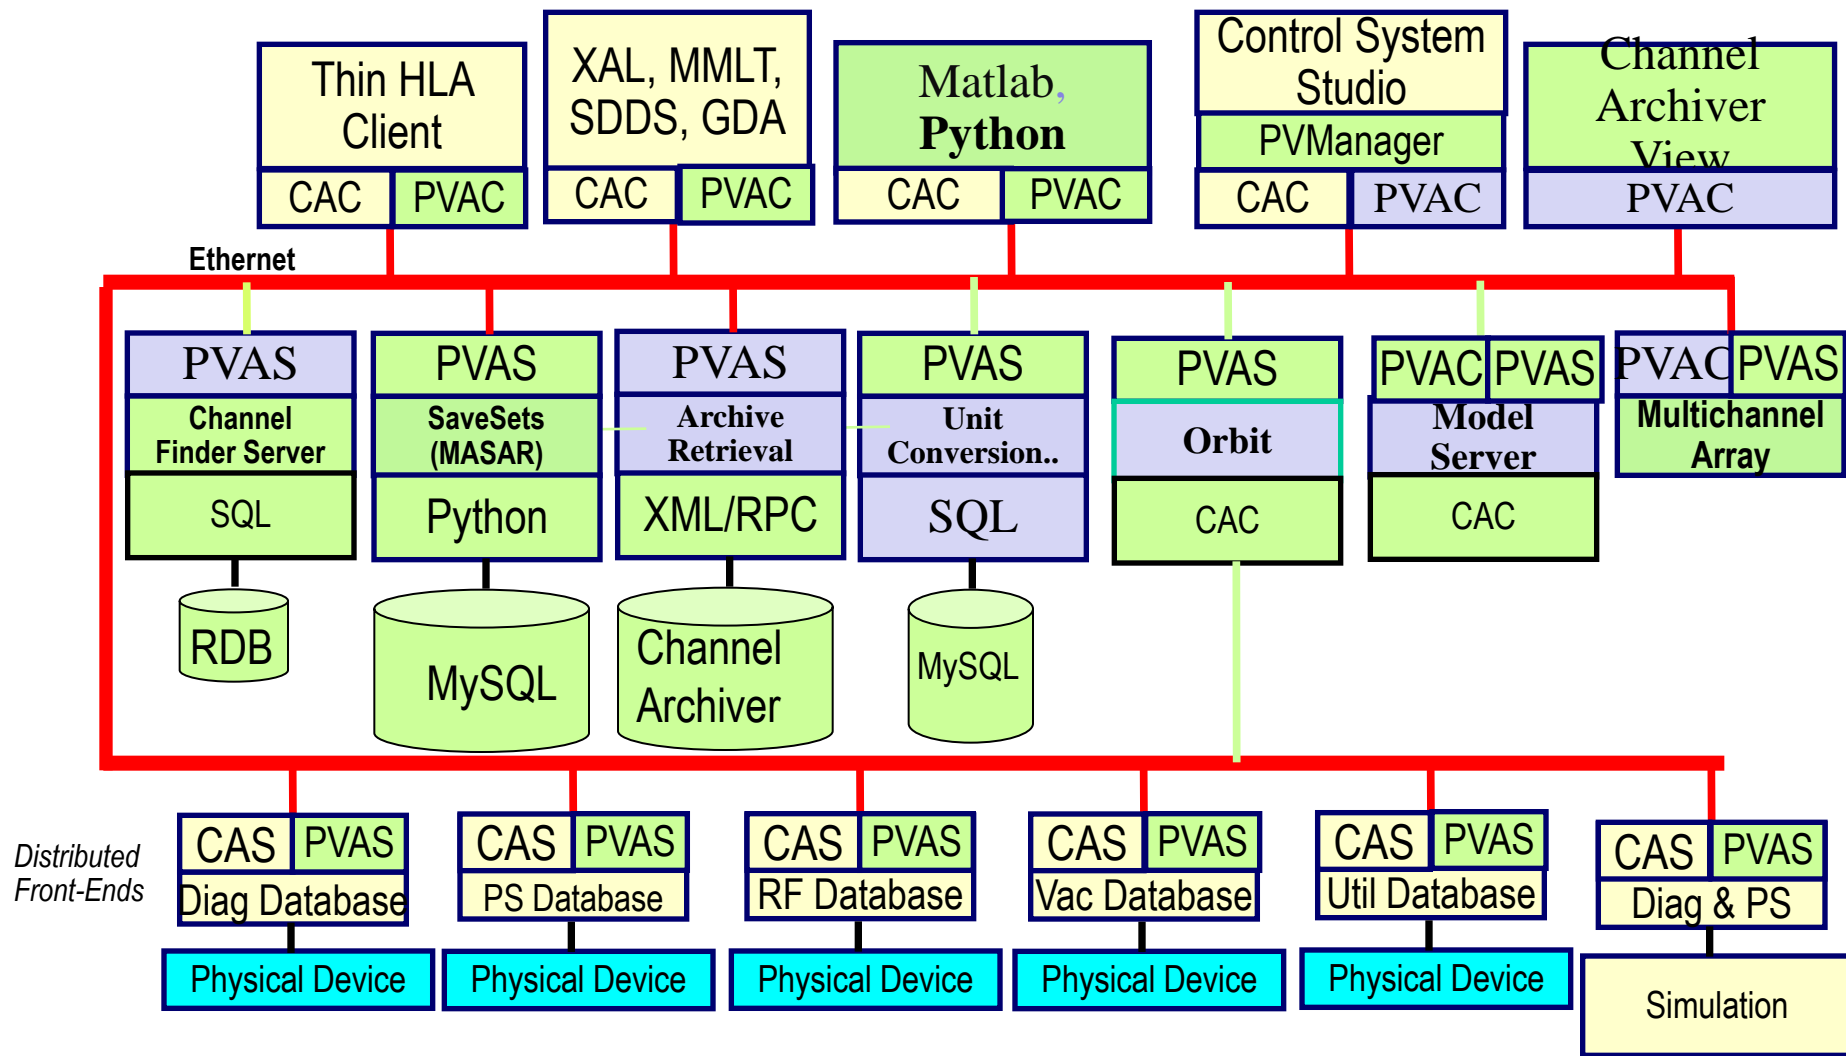 Thin HLA
Client
CAC PVAC
XAL, MMLT,
SDDS, GDA
CAC PVAC
Matlab,
Python
CAC PVAC
Control System
Studio
PVManager
CAC PVAC
Channel
Archiver
View
PVAC
Ethernet
PVAS
Channel
Finder Server
SQL
RDB
PVAS
SaveSets
(MASAR)
Python
MySQL
PVAS
Archive
Retrieval
XML/RPC
Channel
Archiver
PVAS
Unit
Conversion..
SQL
MySQL
PVAS
Orbit
CAC
PVAC PVAS
Model
Server
CAC
PVAC PVAS
Multichannel
Array
Distributed
Front-Ends
CAS PVAS
Diag Database
Physical Device
CAS PVAS
PS Database
Physical Device
CAS PVAS
RF Database
Physical Device
CAS PVAS
Vac Database
Physical Device
CAS PVAS
Util Database
Physical Device
CAS PVAS
Diag & PS
Simulation